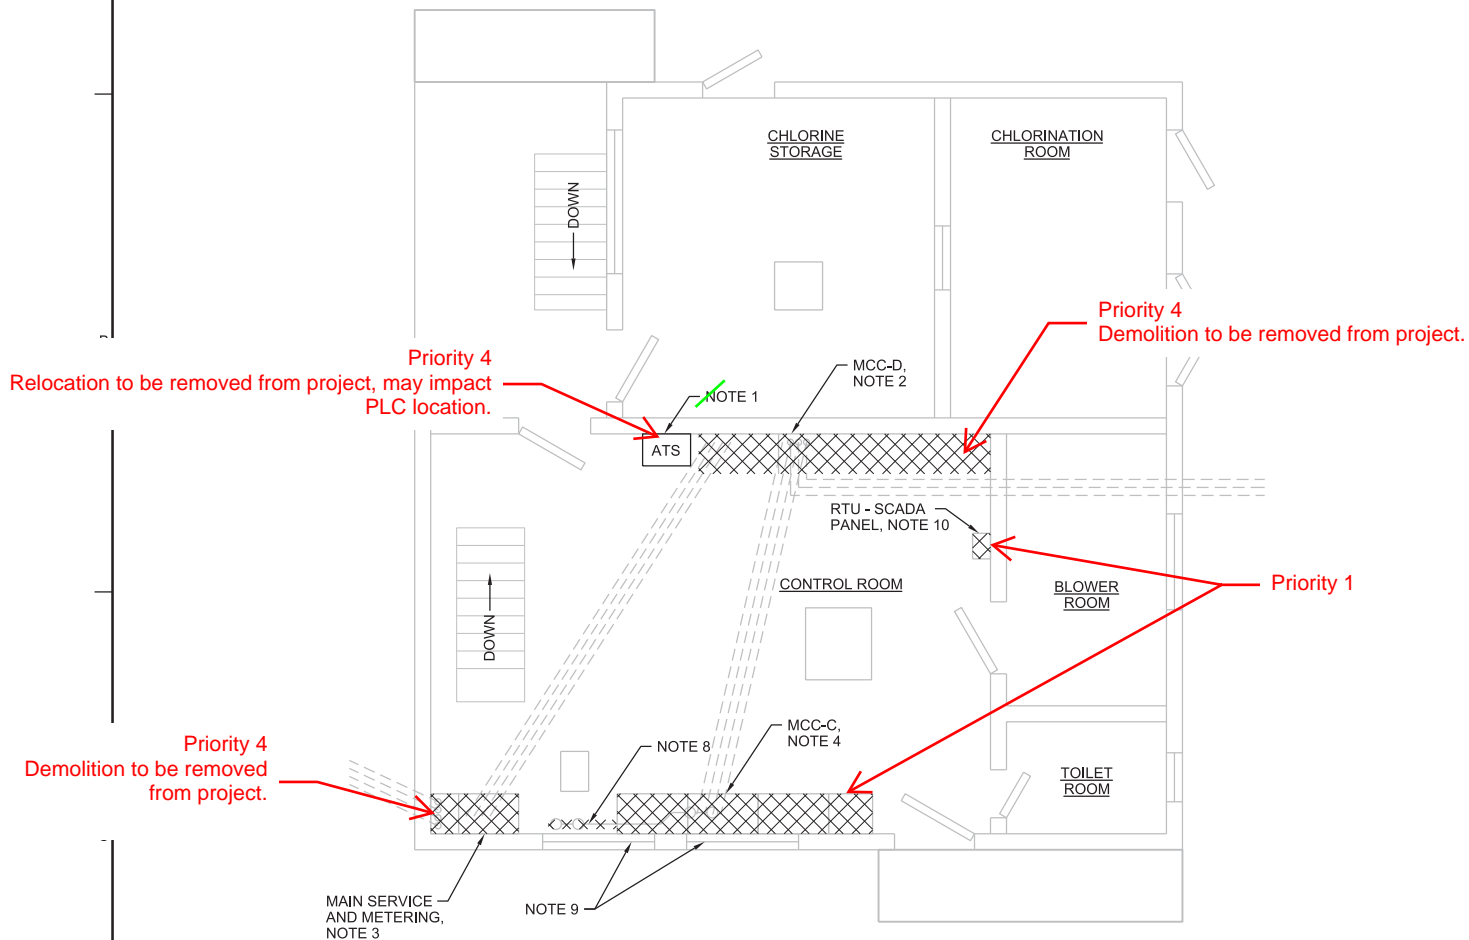 CHLORINE
STORAGE
CHLORINATION
ROOM
DOWN
Priority 4
Demolition to be removed from project.
Priority 4
Relocation to be removed from project, may impact
PLC location.
MCC-D,
NOTE 2
NOTE 1
ATS
RTU - SCADA
PANEL, NOTE 10
CONTROL ROOM
BLOWER
ROOM
Priority 1
DOWN
MCC-C,
NOTE 4
NOTE 8
Priority 4
Demolition to be removed
from project.
TOILET
ROOM
MAIN SERVICE
AND METERING,
NOTE 3
NOTE 9